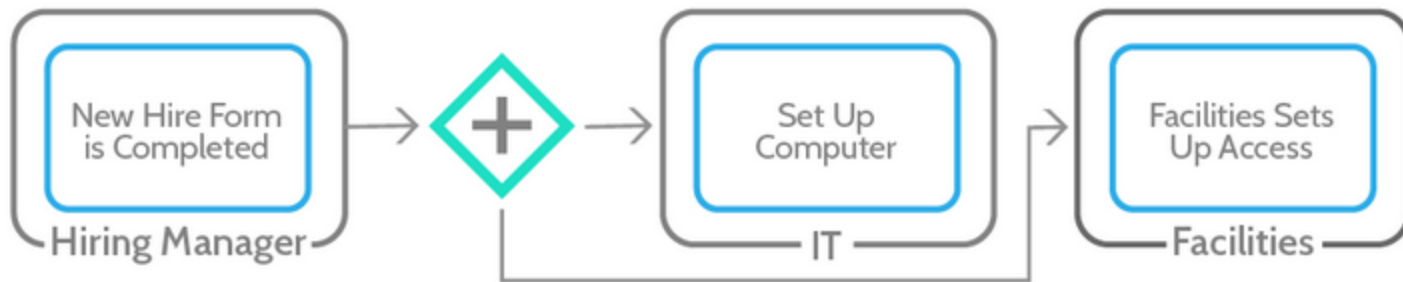 New Hire Form
is Completed
Hiring Manager
Set Up
Computer
IT
Facilities Sets
Up Access
Facilities